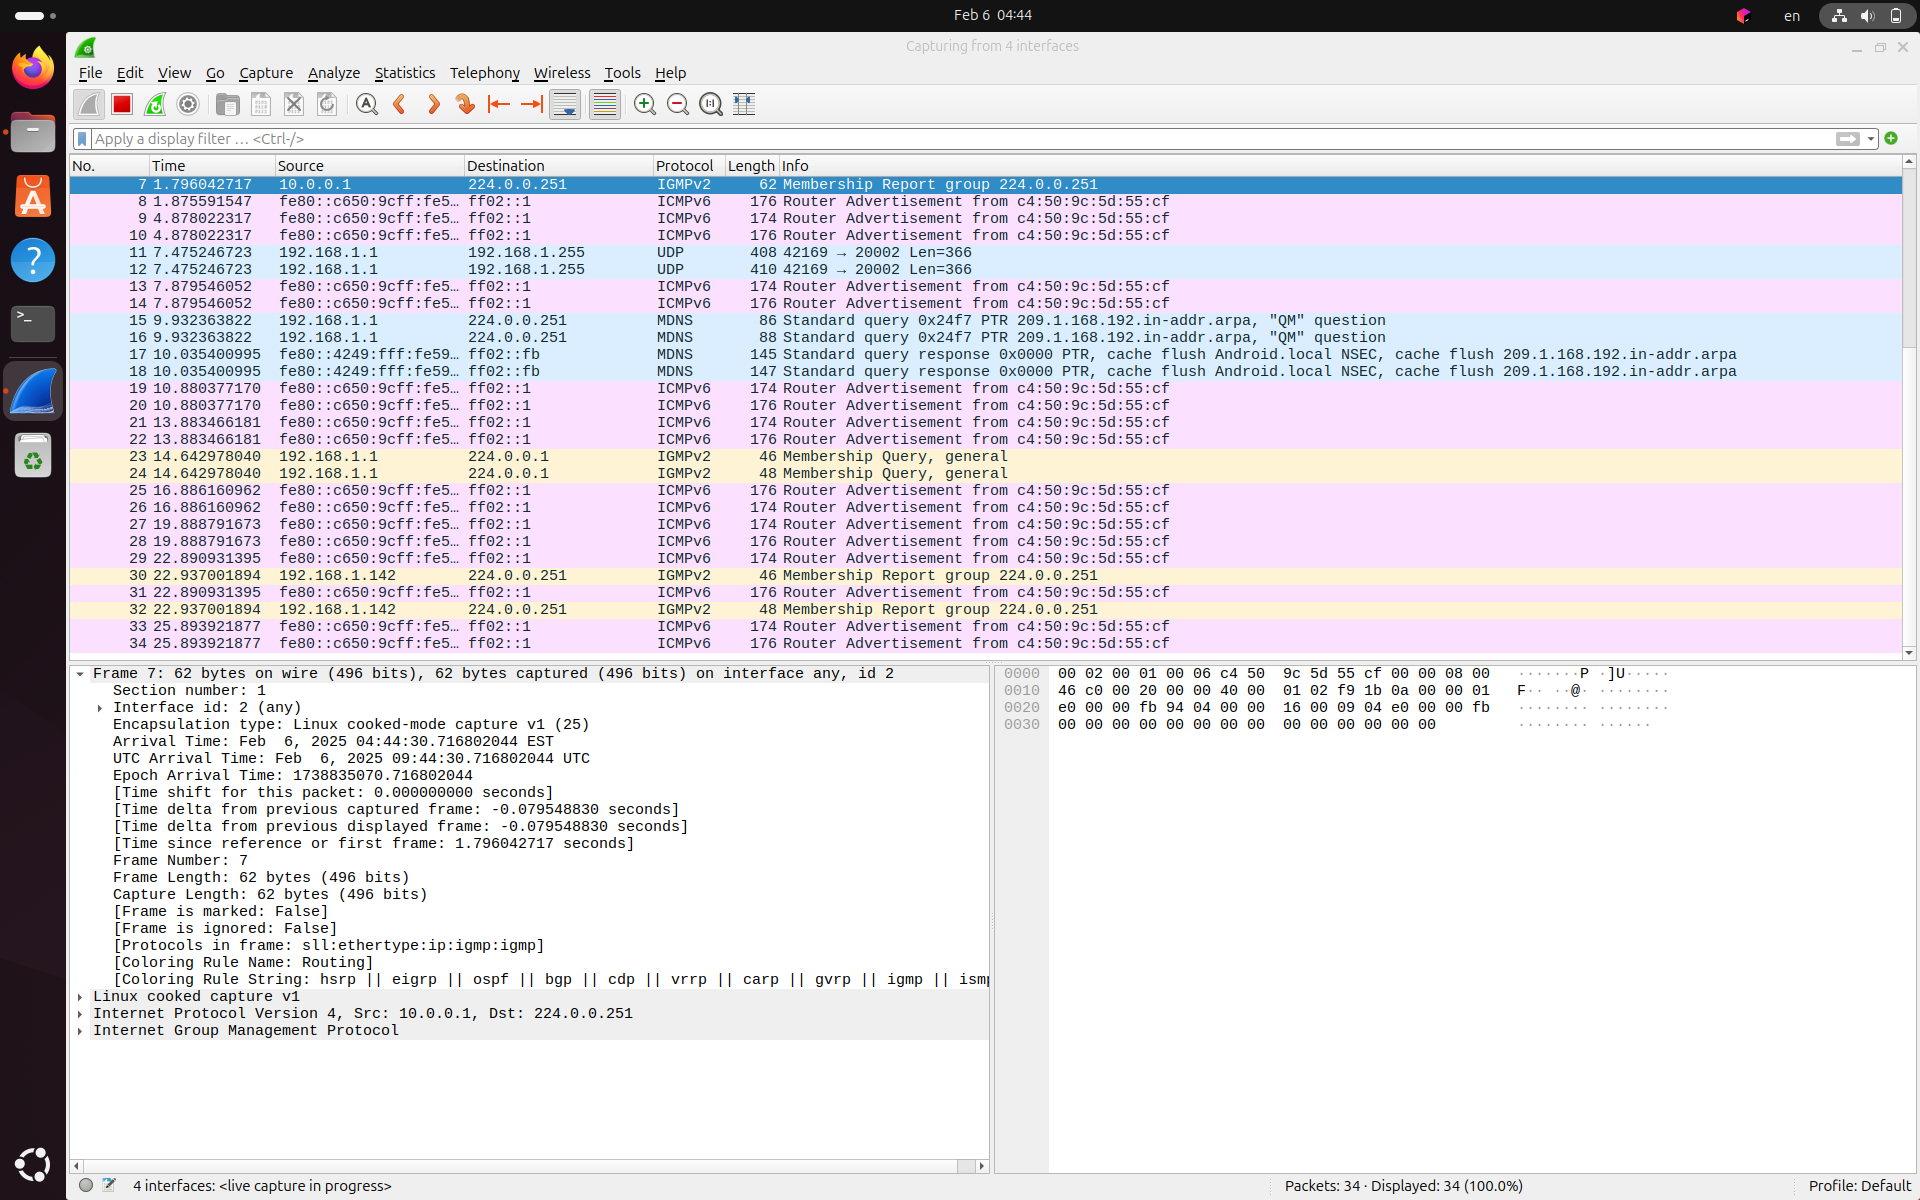 Feb 6 04:44
en
Capturing from 4 interfaces
File Edit View Go Capture Analyze Statistics Telephony Wireless Tools Help
Apply a display filter … <Ctrl-/>
No. Time Source Destination Protocol Length Info
7 1.796042717 10.0.0.1 224.0.0.251 IGMPv2 62 Membership Report group 224.0.0.251
8 1.875591547 fe80::c650:9cff:fe5… ff02::1 ICMPv6 176 Router Advertisement from c4:50:9c:5d:55:cf
9 4.878022317 fe80::c650:9cff:fe5… ff02::1 ICMPv6 174 Router Advertisement from c4:50:9c:5d:55:cf
10 4.878022317 fe80::c650:9cff:fe5… ff02::1 ICMPv6 176 Router Advertisement from c4:50:9c:5d:55:cf
11 7.475246723 192.168.1.1 192.168.1.255 UDP 408 42169 → 20002 Len=366
12 7.475246723 192.168.1.1 192.168.1.255 UDP 410 42169 → 20002 Len=366
13 7.879546052 fe80::c650:9cff:fe5… ff02::1 ICMPv6 174 Router Advertisement from c4:50:9c:5d:55:cf
14 7.879546052 fe80::c650:9cff:fe5… ff02::1 ICMPv6 176 Router Advertisement from c4:50:9c:5d:55:cf
15 9.932363822 192.168.1.1 224.0.0.251 MDNS 86 Standard query 0x24f7 PTR 209.1.168.192.in-addr.arpa, "QM" question
16 9.932363822 192.168.1.1 224.0.0.251 MDNS 88 Standard query 0x24f7 PTR 209.1.168.192.in-addr.arpa, "QM" question
17 10.035400995 fe80::4249:fff:fe59… ff02::fb MDNS 145 Standard query response 0x0000 PTR, cache flush Android.local NSEC, cache flush 209.1.168.192.in-addr.arpa
18 10.035400995 fe80::4249:fff:fe59… ff02::fb MDNS 147 Standard query response 0x0000 PTR, cache flush Android.local NSEC, cache flush 209.1.168.192.in-addr.arpa
19 10.880377170 fe80::c650:9cff:fe5… ff02::1 ICMPv6 174 Router Advertisement from c4:50:9c:5d:55:cf
20 10.880377170 fe80::c650:9cff:fe5… ff02::1 ICMPv6 176 Router Advertisement from c4:50:9c:5d:55:cf
21 13.883466181 fe80::c650:9cff:fe5… ff02::1 ICMPv6 174 Router Advertisement from c4:50:9c:5d:55:cf
22 13.883466181 fe80::c650:9cff:fe5… ff02::1 ICMPv6 176 Router Advertisement from c4:50:9c:5d:55:cf
23 14.642978040 192.168.1.1 224.0.0.1 IGMPv2 46 Membership Query, general
24 14.642978040 192.168.1.1 224.0.0.1 IGMPv2 48 Membership Query, general
25 16.886160962 fe80::c650:9cff:fe5… ff02::1 ICMPv6 176 Router Advertisement from c4:50:9c:5d:55:cf
26 16.886160962 fe80::c650:9cff:fe5… ff02::1 ICMPv6 174 Router Advertisement from c4:50:9c:5d:55:cf
27 19.888791673 fe80::c650:9cff:fe5… ff02::1 ICMPv6 174 Router Advertisement from c4:50:9c:5d:55:cf
28 19.888791673 fe80::c650:9cff:fe5… ff02::1 ICMPv6 176 Router Advertisement from c4:50:9c:5d:55:cf
29 22.890931395 fe80::c650:9cff:fe5… ff02::1 ICMPv6 174 Router Advertisement from c4:50:9c:5d:55:cf
30 22.937001894 192.168.1.142 224.0.0.251 IGMPv2 46 Membership Report group 224.0.0.251
31 22.890931395 fe80::c650:9cff:fe5… ff02::1 ICMPv6 176 Router Advertisement from c4:50:9c:5d:55:cf
32 22.937001894 192.168.1.142 224.0.0.251 IGMPv2 48 Membership Report group 224.0.0.251
33 25.893921877 fe80::c650:9cff:fe5… ff02::1 ICMPv6 174 Router Advertisement from c4:50:9c:5d:55:cf
34 25.893921877 fe80::c650:9cff:fe5… ff02::1 ICMPv6 176 Router Advertisement from c4:50:9c:5d:55:cf
Frame 7: 62 bytes on wire (496 bits), 62 bytes captured (496 bits) on interface any, id 2
Section number: 1
Interface id: 2 (any)
Encapsulation type: Linux cooked-mode capture v1 (25)
Arrival Time: Feb  6, 2025 04:44:30.716802044 EST
UTC Arrival Time: Feb  6, 2025 09:44:30.716802044 UTC
Epoch Arrival Time: 1738835070.716802044
[Time shift for this packet: 0.000000000 seconds]
[Time delta from previous captured frame: -0.079548830 seconds]
[Time delta from previous displayed frame: -0.079548830 seconds]
[Time since reference or first frame: 1.796042717 seconds]
Frame Number: 7
Frame Length: 62 bytes (496 bits)
Capture Length: 62 bytes (496 bits)
[Frame is marked: False]
[Frame is ignored: False]
[Protocols in frame: sll:ethertype:ip:igmp:igmp]
[Coloring Rule Name: Routing]
[Coloring Rule String: hsrp || eigrp || ospf || bgp || cdp || vrrp || carp || gvrp || igmp || ismp
Linux cooked capture v1
Internet Protocol Version 4, Src: 10.0.0.1, Dst: 224.0.0.251
Internet Group Management Protocol
0000 00 02 00 01 00 06 c4 50 9c 5d 55 cf 00 00 08 00 ·······P ·]U·····
0010 46 c0 00 20 00 00 40 00 01 02 f9 1b 0a 00 00 01 F·· ··@· ········
0020 e0 00 00 fb 94 04 00 00 16 00 09 04 e0 00 00 fb ········ ········
0030 00 00 00 00 00 00 00 00 00 00 00 00 00 00 ········ ······
4 interfaces: <live capture in progress>
Packets: 34 · Displayed: 34 (100.0%)
Profile: Default